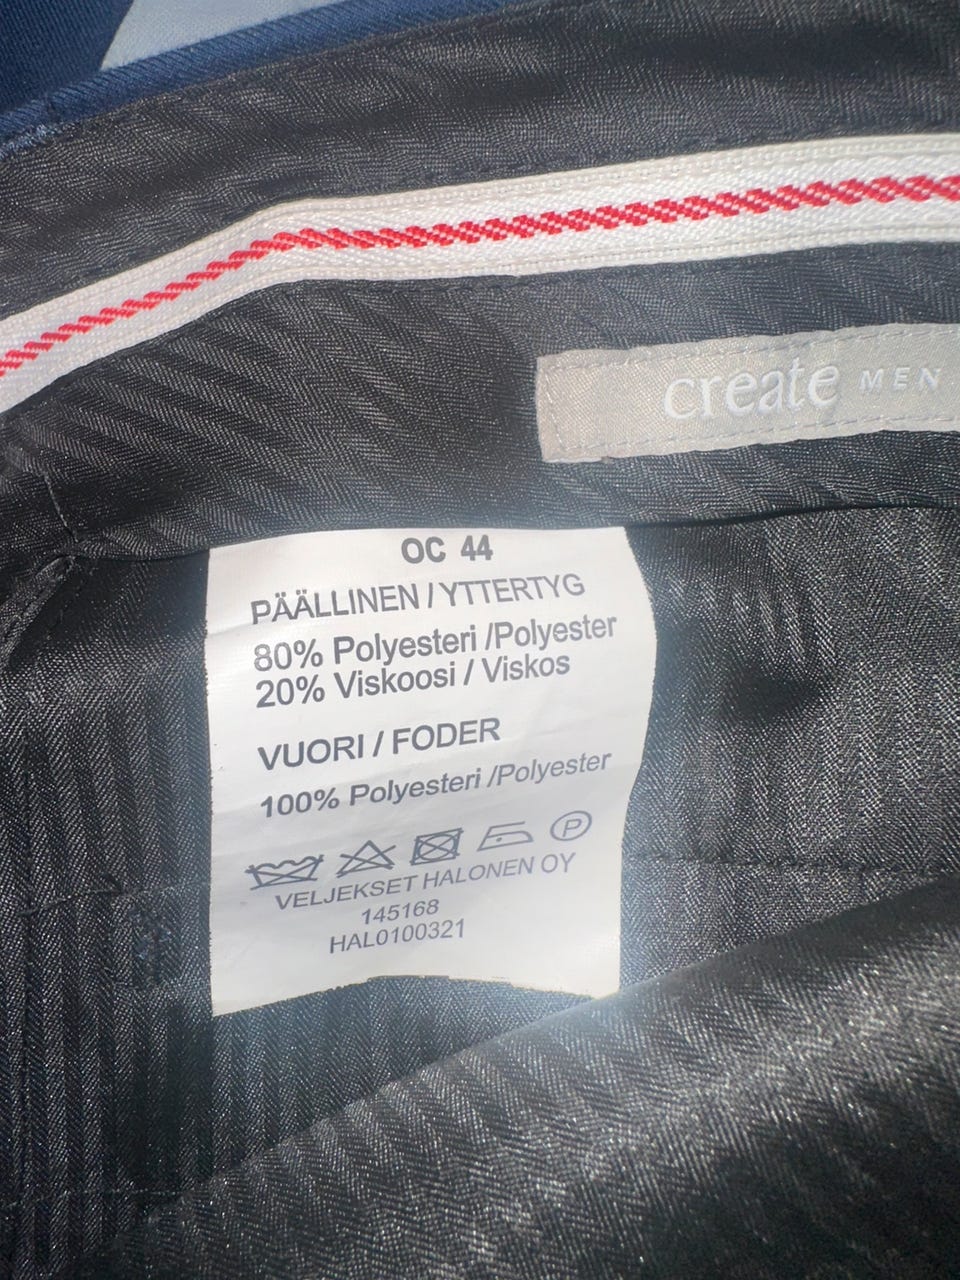 create MEN
OC 44
PÄÄLLINEN / YTTERTYG
80% Polyesteri /Polyester
20% Viskoosi / Viskos
VUORI / FODER
100% Polyesteri /Polyester
P
VELJEKSET HALONEN OY
145168
HAL0100321